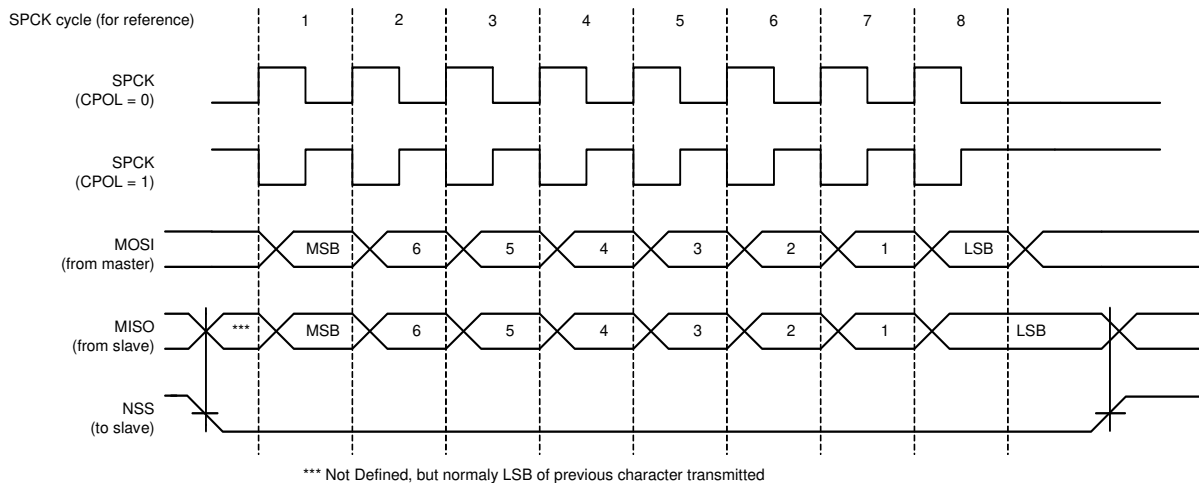 SPCK cycle (for reference) 1 2 3 4 5 6 7 8
SPCK
(CPOL = 0)
SPCK
(CPOL = 1)
MOSI
(from master)
MSB 6 5 4 3 2 1 LSB
MISO
(from slave)
*** MSB 6 5 4 3 2 1 LSB
NSS
(to slave)
*** Not Defined, but normaly LSB of previous character transmitted